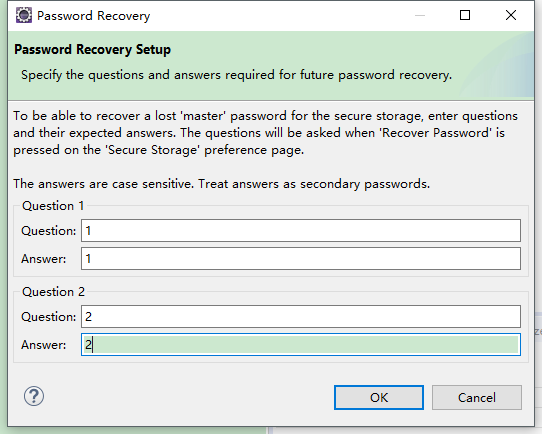 Password Recovery
Password Recovery Setup
Specify the questions and answers required for future password recovery.
To be able to recover a lost 'master' password for the secure storage, enter questions
and their expected answers. The questions will be asked when 'Recover Password' is
pressed on the 'Secure Storage' preference page.
The answers are case sensitive. Treat answers as secondary passwords.
Question 1
Question: 1
Answer: 1
Question 2
Question: 2
Answer: 2
? OK Cancel